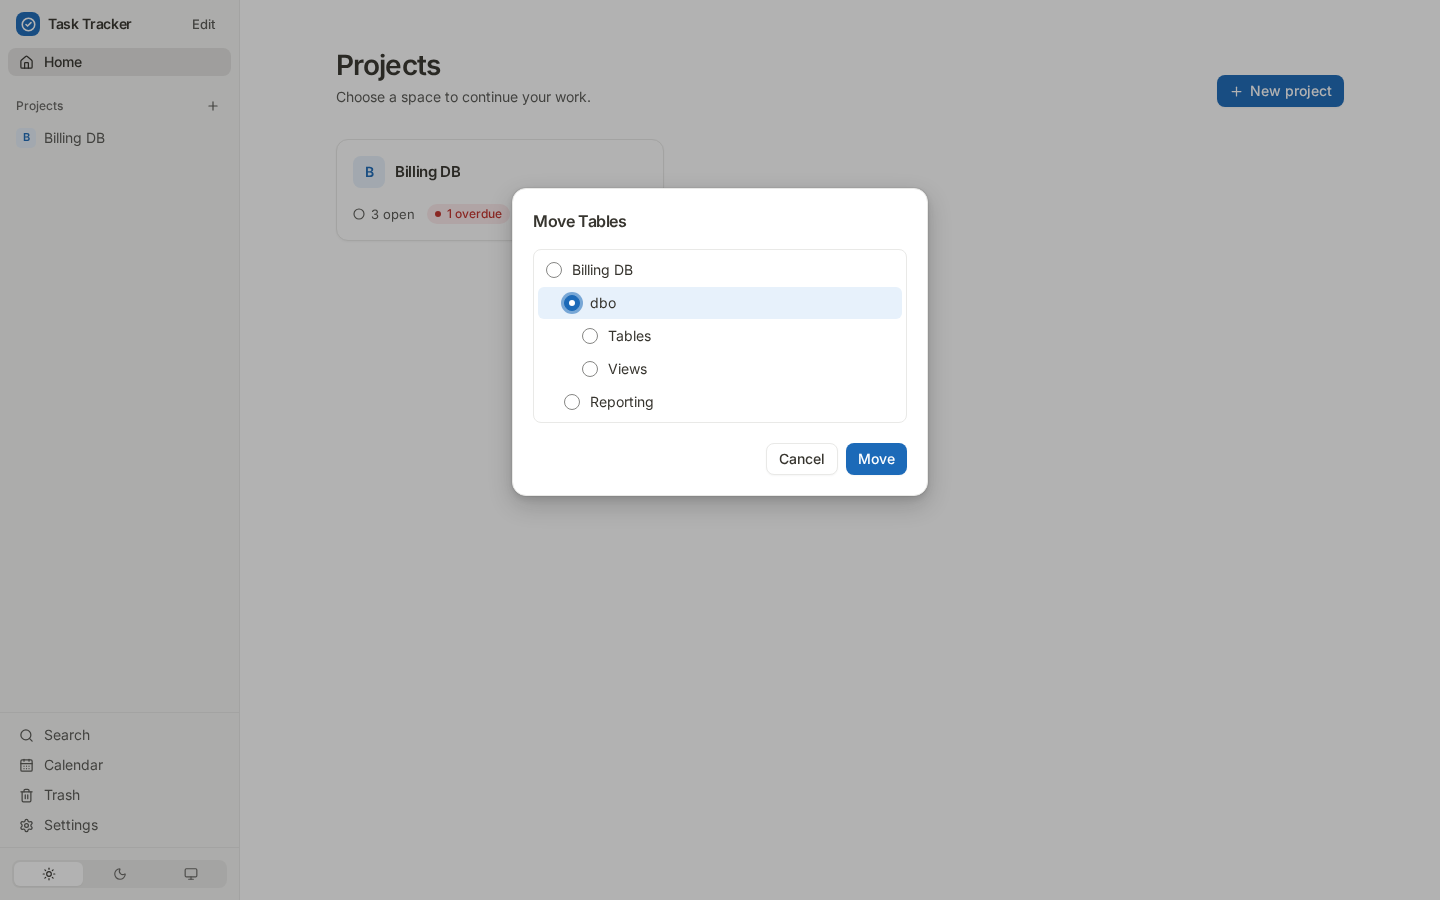 Task Tracker
Edit
Home
Projects
B Billing DB
Search
Calendar
Trash
Settings
Projects
Choose a space to continue your work.
New project
B Billing DB
3 open
1 overdue
Move Tables
Billing DB
dbo
Tables
Views
Reporting
Cancel
Move